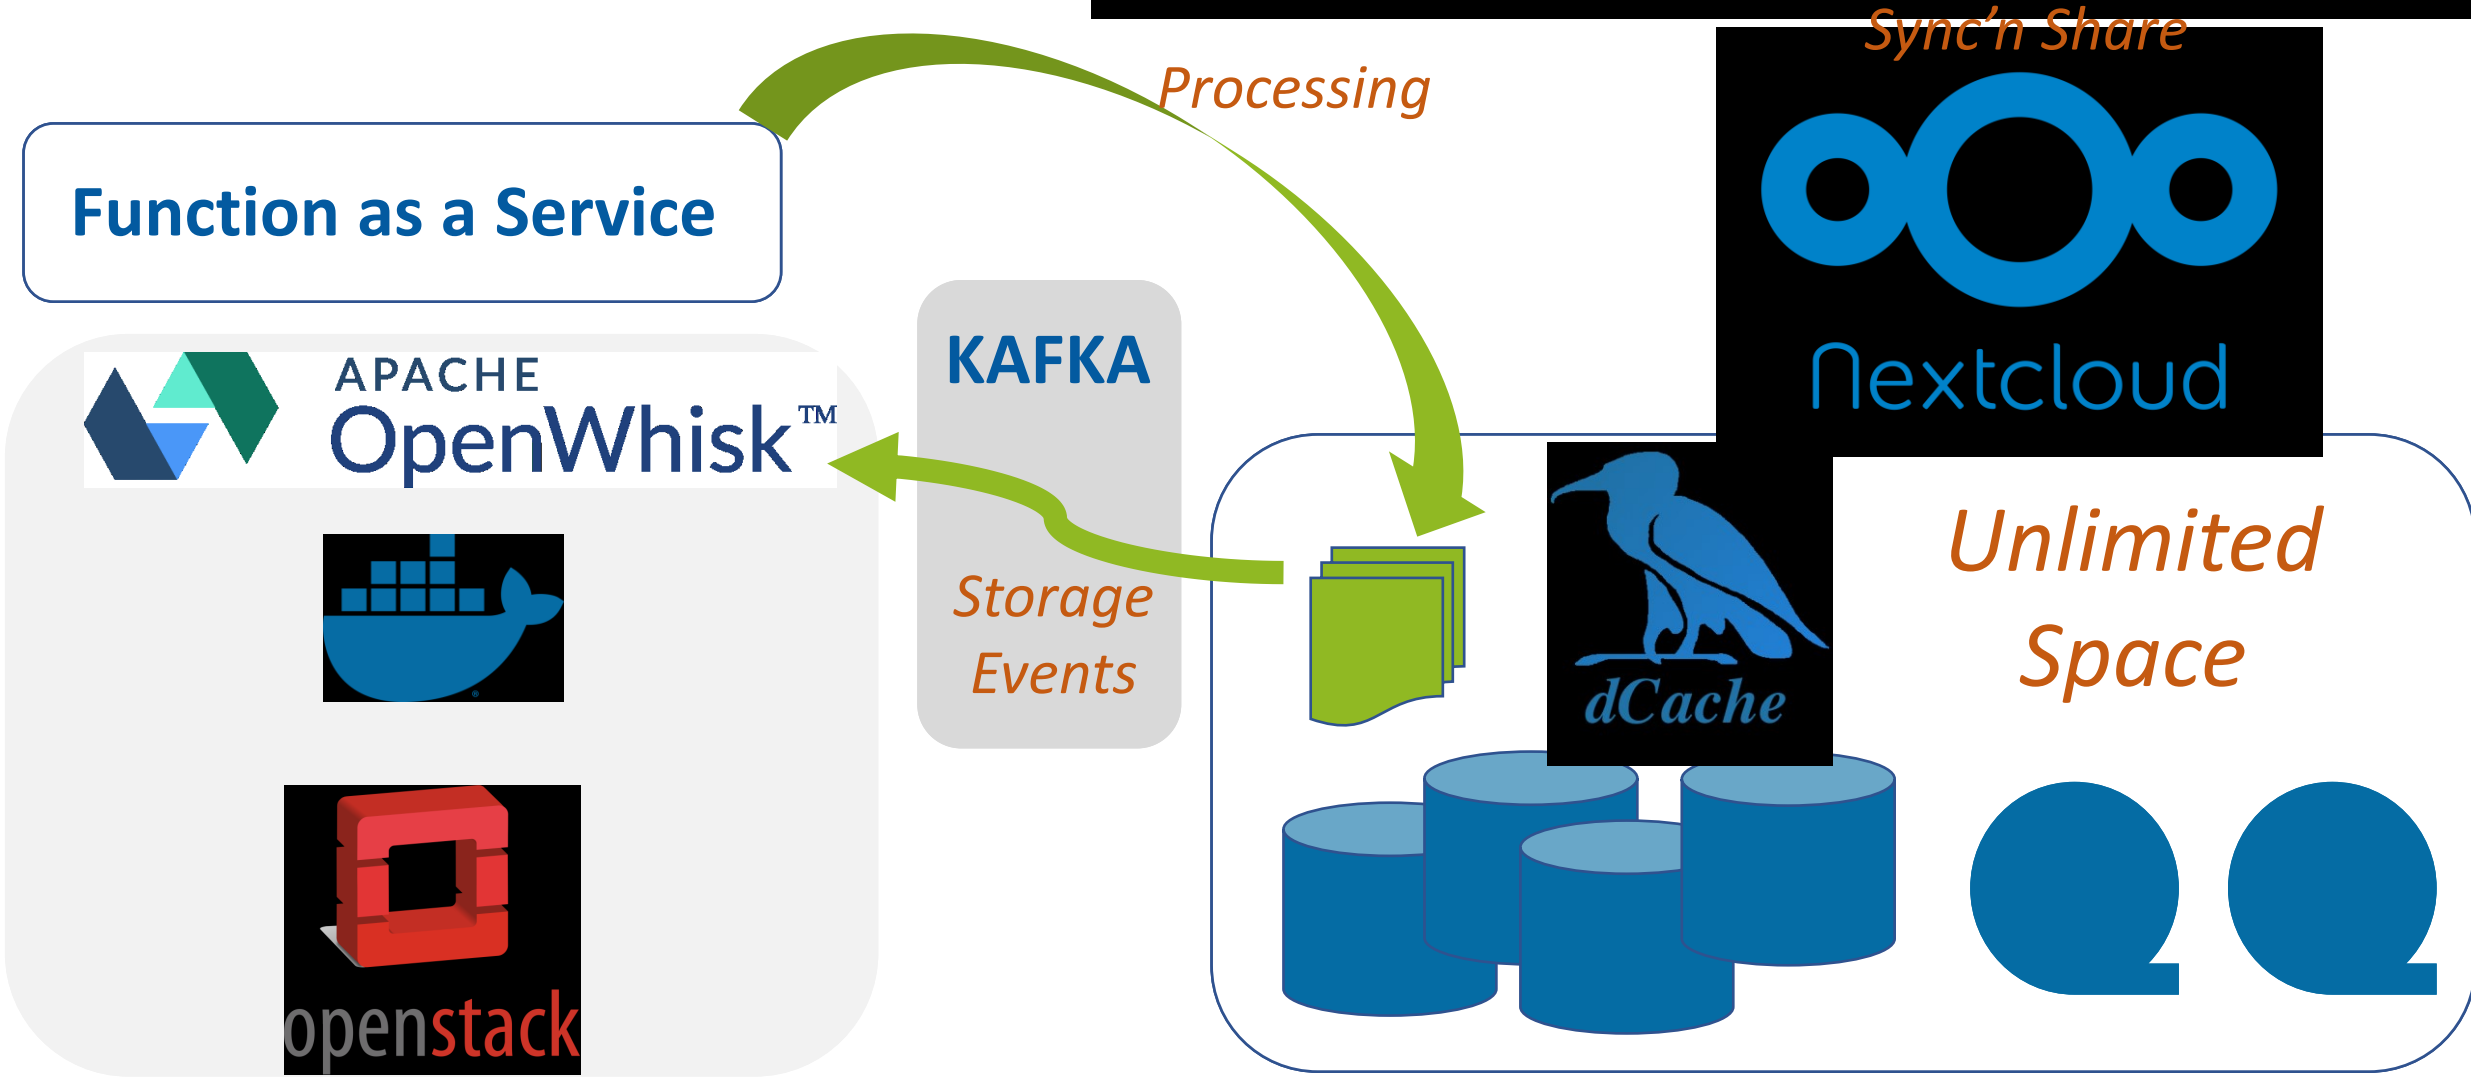 Sync’n Share
Processing
Function as a Service
KAFKA
APACHE
OpenWhisk™
Nextcloud
Storage
Events
dCache
Unlimited
Space
openstack